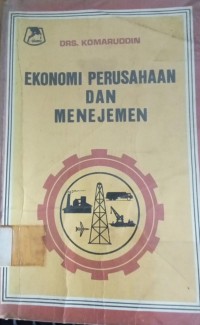 DRS. KOMARUDDIN
EKONOMI PERUSAHAAN
DAN
MENEJEMEN